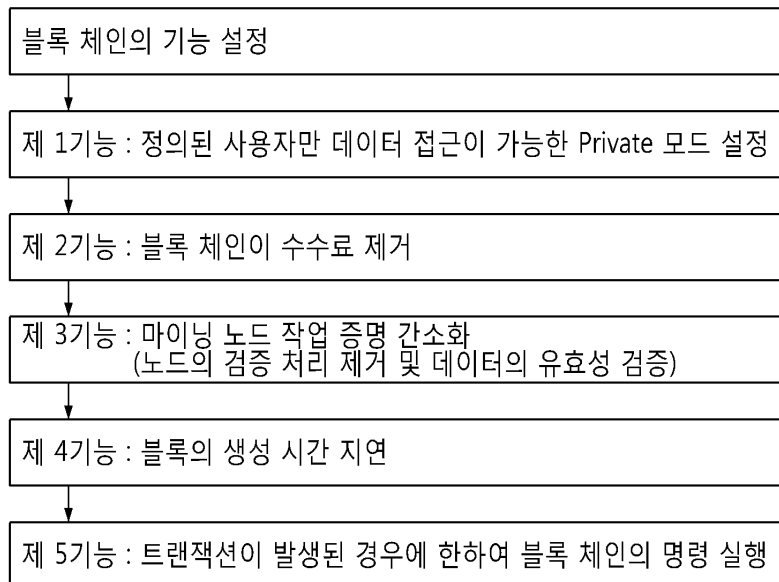 블록 체인의 기능 설정
제 1기능 : 정의된 사용자만 데이터 접근이 가능한 Private 모드 설정
제 2기능 : 블록 체인이 수수료 제거
제 3기능 : 마이닝 노드 작업 증명 간소화
(노드의 검증 처리 제거 및 데이터의 유효성 검증)
제 4기능 : 블록의 생성 시간 지연
제 5기능 : 트랜잭션이 발생된 경우에 한하여 블록 체인의 명령 실행